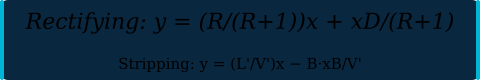 Rectifying: y = (R/(R+1))x + xD/(R+1)
Stripping: y = (L'/V')x − B·xB/V'